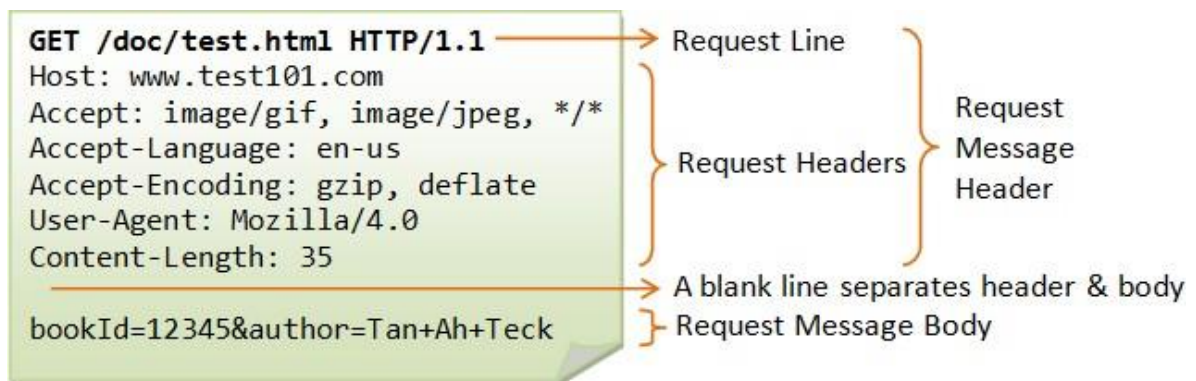 GET /doc/test.html HTTP/1.1
Host: www.test101.com
Accept: image/gif, image/jpeg, */*
Accept-Language: en-us
Accept-Encoding: gzip, deflate
User-Agent: Mozilla/4.0
Content-Length: 35
bookId=12345&author=Tan+Ah+Teck
Request Line
Request Headers
Request
Message
Header
A blank line separates header & body
Request Message Body